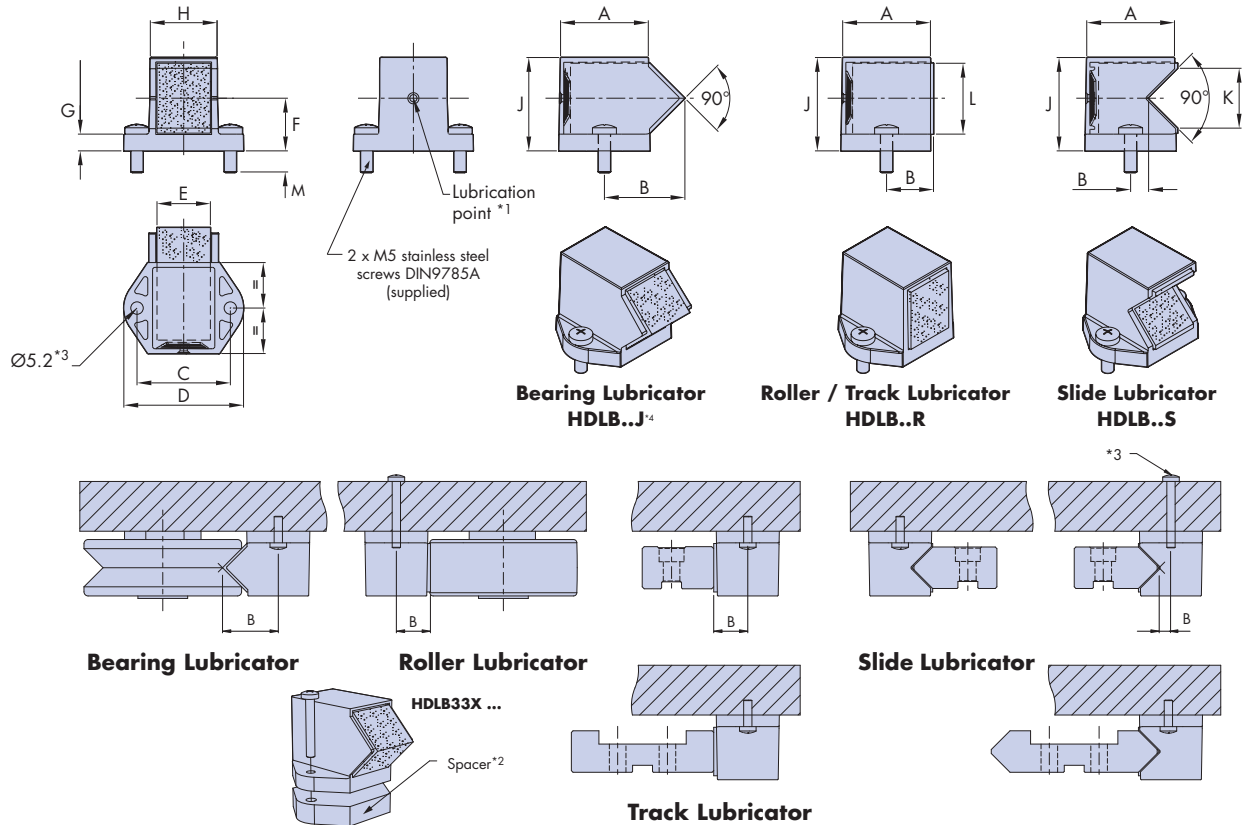 H
A
A
A
G
F
J
90°
J
L
J
90°
K
M
B
B
B
E
Lubrication
point *1
2 x M5 stainless steel
screws DIN9785A
(supplied)
=
=
Ø5.2*3
C
D
Bearing Lubricator
HDLB..J*4
Roller / Track Lubricator
HDLB..R
Slide Lubricator
HDLB..S
*3
B
B
B
B
Bearing Lubricator
Roller Lubricator
Slide Lubricator
HDLB33X ...
Spacer*2
Track Lubricator